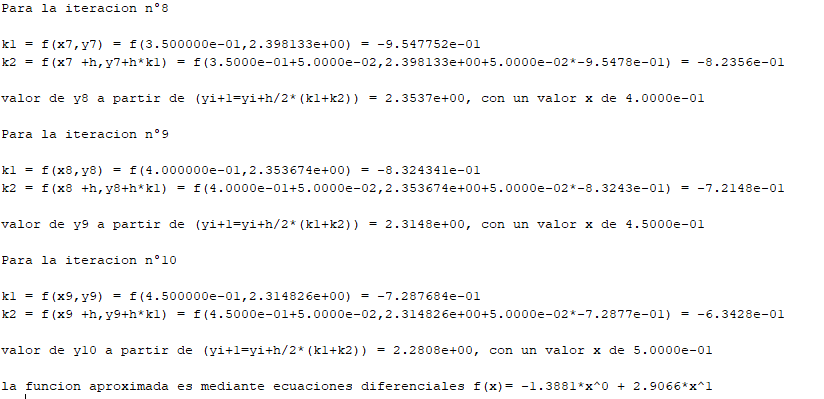 Para la iteracion n°8
k1 = f(x7,y7) = f(3.500000e-01,2.398133e+00) = -9.547752e-01
k2 = f(x7 +h,y7+h*k1) = f(3.5000e-01+5.0000e-02,2.398133e+00+5.0000e-02*-9.5478e-01) = -8.2356e-01
valor de y8 a partir de (yi+1=yi+h/2*(k1+k2)) = 2.3537e+00, con un valor x de 4.0000e-01
Para la iteracion n°9
k1 = f(x8,y8) = f(4.000000e-01,2.353674e+00) = -8.324341e-01
k2 = f(x8 +h,y8+h*k1) = f(4.0000e-01+5.0000e-02,2.353674e+00+5.0000e-02*-8.3243e-01) = -7.2148e-01
valor de y9 a partir de (yi+1=yi+h/2*(k1+k2)) = 2.3148e+00, con un valor x de 4.5000e-01
Para la iteracion n°10
k1 = f(x9,y9) = f(4.500000e-01,2.314826e+00) = -7.287684e-01
k2 = f(x9 +h,y9+h*k1) = f(4.5000e-01+5.0000e-02,2.314826e+00+5.0000e-02*-7.2877e-01) = -6.3428e-01
valor de y10 a partir de (yi+1=yi+h/2*(k1+k2)) = 2.2808e+00, con un valor x de 5.0000e-01
la funcion aproximada es mediante ecuaciones diferenciales f(x)= -1.3881*x^0 + 2.9066*x^1